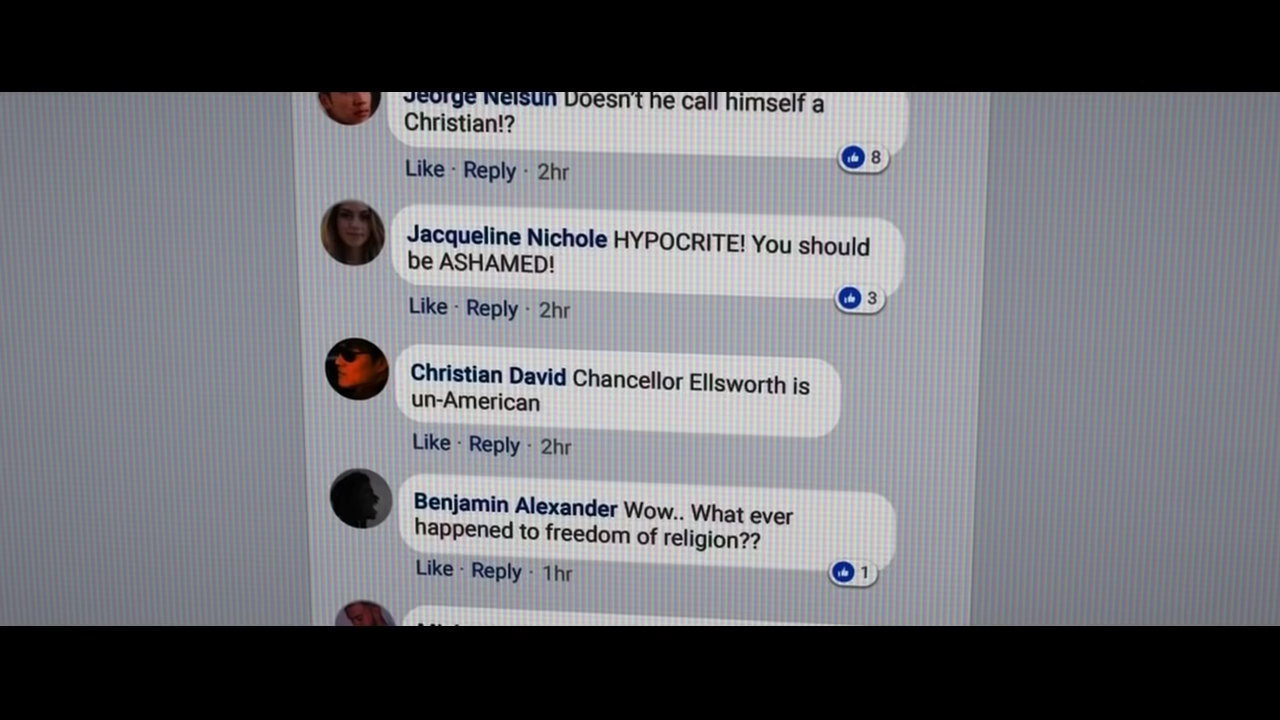 Jeorge Nelsun Doesn't he call himself a
Christian!?
8
Like · Reply · 2hr
Jacqueline Nichole HYPOCRITE! You should
be ASHAMED!
3
Like · Reply · 2hr
Christian David Chancellor Ellsworth is
un-American
Like · Reply · 2hr
Benjamin Alexander Wow.. What ever
happened to freedom of religion??
1
Like · Reply · 1hr